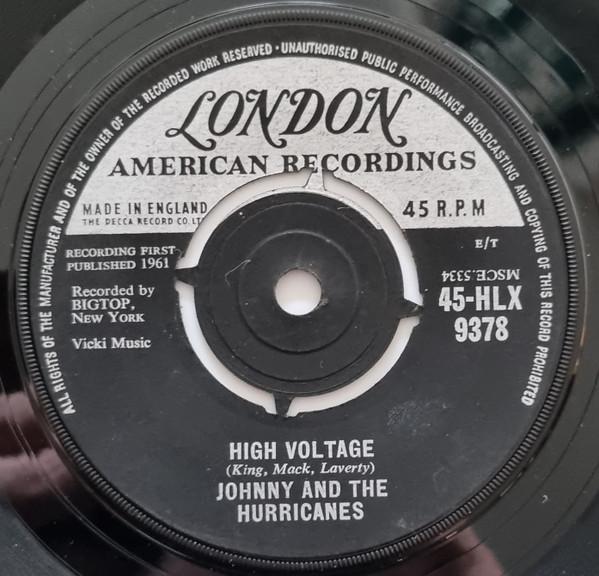 ALL RIGHTS OF THE MANUFACTURER AND OF THE OWNER OF THE RECORDED WORK RESERVED · UNAUTHORISED PUBLIC PERFORMANCE BROADCASTING AND COPYING OF THIS RECORD PROHIBITED
LONDON
AMERICAN RECORDINGS
MADE IN ENGLAND
THE DECCA RECORD CO. LT
45 R.P.M
E/T
RECORDING FIRST
PUBLISHED 1961
Recorded by
BIGTOP,
NEW YORK
Vicki Music
MSCE.5334
45-HLX
9378
HIGH VOLTAGE
(King, Mack, Laverty)
JOHNNY AND THE
HURRICANES